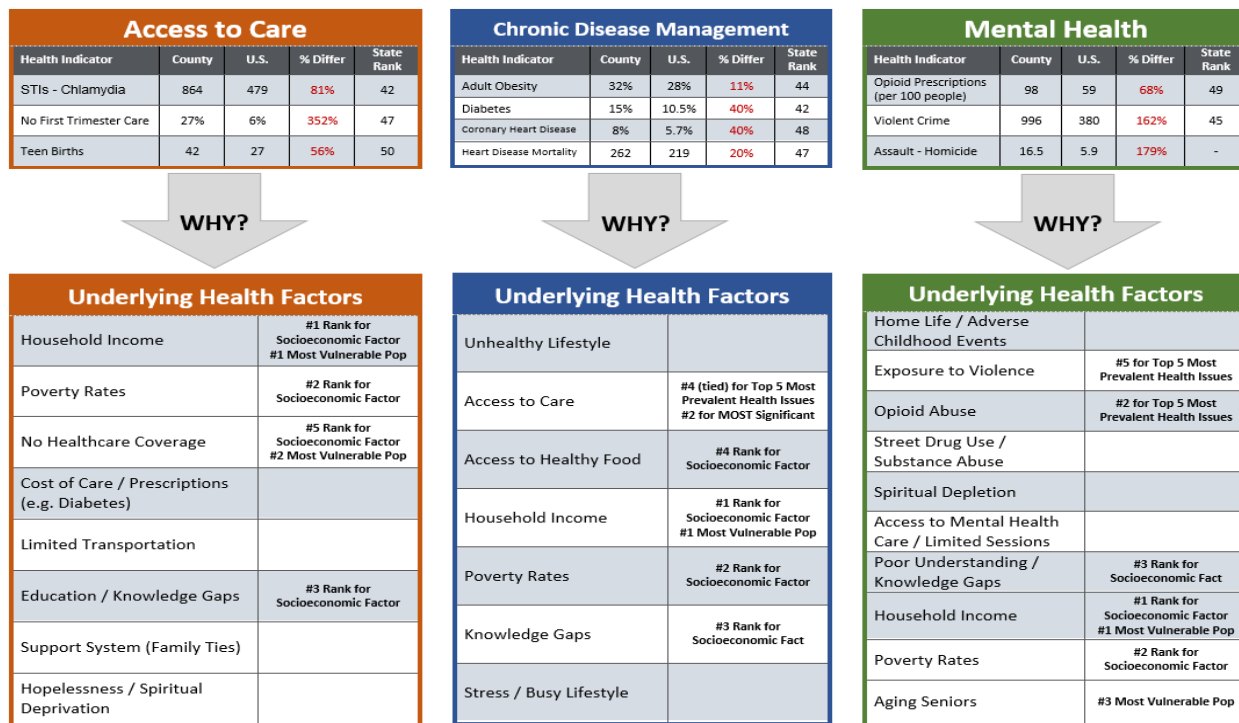 Access to Care
Health Indicator County U.S. % Differ State Rank
STIs - Chlamydia 864 479 81% 42
No First Trimester Care 27% 6% 352% 47
Teen Births 42 27 56% 50
WHY?
Underlying Health Factors
Household Income #1 Rank for
Socioeconomic Factor
#1 Most Vulnerable Pop
Poverty Rates #2 Rank for
Socioeconomic Factor
No Healthcare Coverage #5 Rank for
Socioeconomic Factor
#2 Most Vulnerable Pop
Cost of Care / Prescriptions
(e.g. Diabetes)
Limited Transportation
Education / Knowledge Gaps #3 Rank for
Socioeconomic Factor
Support System (Family Ties)
Hopelessness / Spiritual
Deprivation
Chronic Disease Management
Health Indicator County U.S. % Differ State Rank
Adult Obesity 32% 28% 11% 44
Diabetes 15% 10.5% 40% 42
Coronary Heart Disease 8% 5.7% 40% 48
Heart Disease Mortality 262 219 20% 47
WHY?
Underlying Health Factors
Unhealthy Lifestyle
Access to Care #4 (tied) for Top 5 Most
Prevalent Health Issues
#2 for MOST Significant
Access to Healthy Food #4 Rank for
Socioeconomic Factor
Household Income #1 Rank for
Socioeconomic Factor
#1 Most Vulnerable Pop
Poverty Rates #2 Rank for
Socioeconomic Factor
Knowledge Gaps #3 Rank for
Socioeconomic Fact
Stress / Busy Lifestyle
Mental Health
Health Indicator County U.S. % Differ State Rank
Opioid Prescriptions
(per 100 people) 98 59 68% 49
Violent Crime 996 380 162% 45
Assault - Homicide 16.5 5.9 179% -
WHY?
Underlying Health Factors
Home Life / Adverse
Childhood Events
Exposure to Violence #5 for Top 5 Most
Prevalent Health Issues
Opioid Abuse #2 for Top 5 Most
Prevalent Health Issues
Street Drug Use /
Substance Abuse
Spiritual Depletion
Access to Mental Health
Care / Limited Sessions
Poor Understanding /
Knowledge Gaps #3 Rank for
Socioeconomic Fact
Household Income #1 Rank for
Socioeconomic Factor
#1 Most Vulnerable Pop
Poverty Rates #2 Rank for
Socioeconomic Factor
Aging Seniors #3 Most Vulnerable Pop